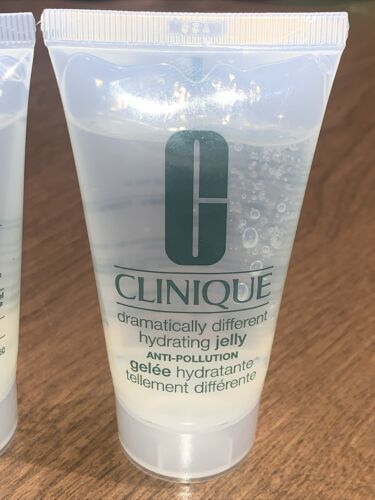 C
CLINIQUE
dramatically different
hydrating jelly
ANTI-POLLUTION
gelée hydratante
tellement différente